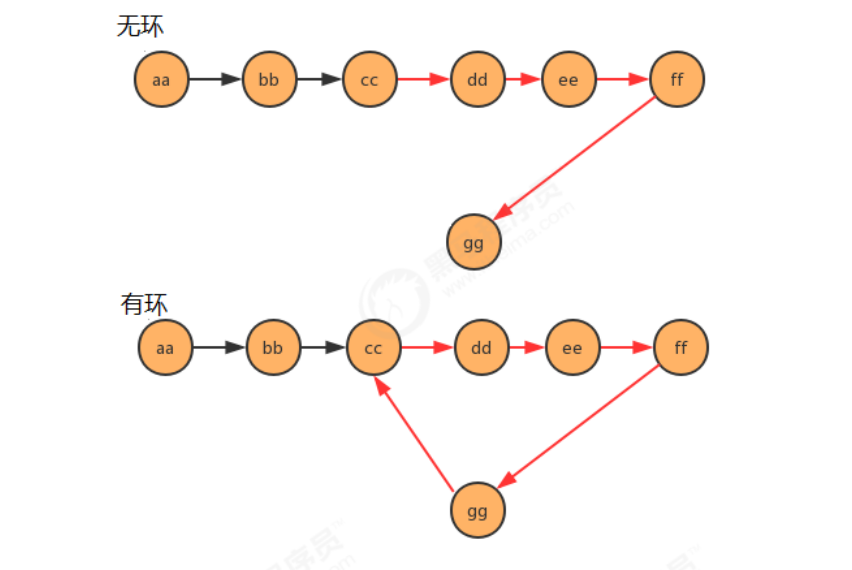 无环
aa bb cc dd ee ff
gg
有环
aa bb cc dd ee ff
gg